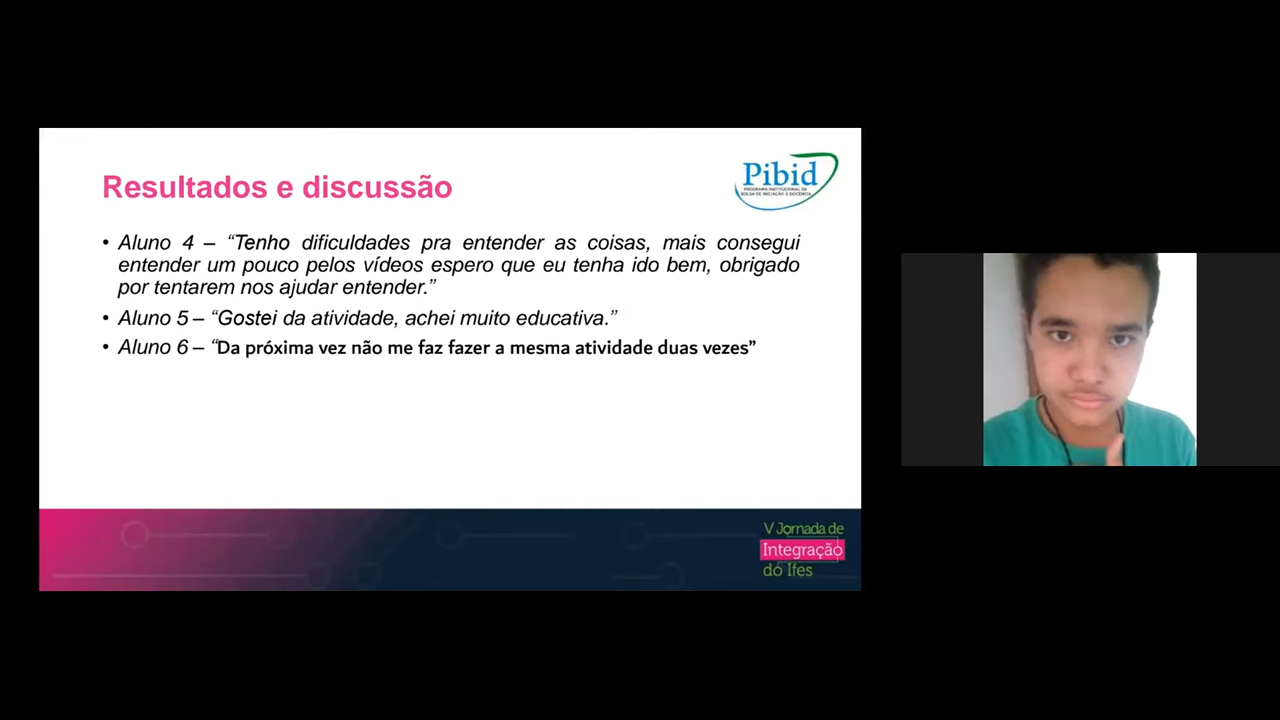 Resultados e discussão
Pibid
PROGRAMA INSTITUCIONAL DE
BOLSA DE INICIAÇÃO À DOCÊNCIA
• Aluno 4 – “Tenho dificuldades pra entender as coisas, mais consegui
entender um pouco pelos vídeos espero que eu tenha ido bem, obrigado
por tentarem nos ajudar entender.”
• Aluno 5 – “Gostei da atividade, achei muito educativa.”
• Aluno 6 – “Da próxima vez não me faz fazer a mesma atividade duas vezes”
V Jornada de
Integração
do Ifes